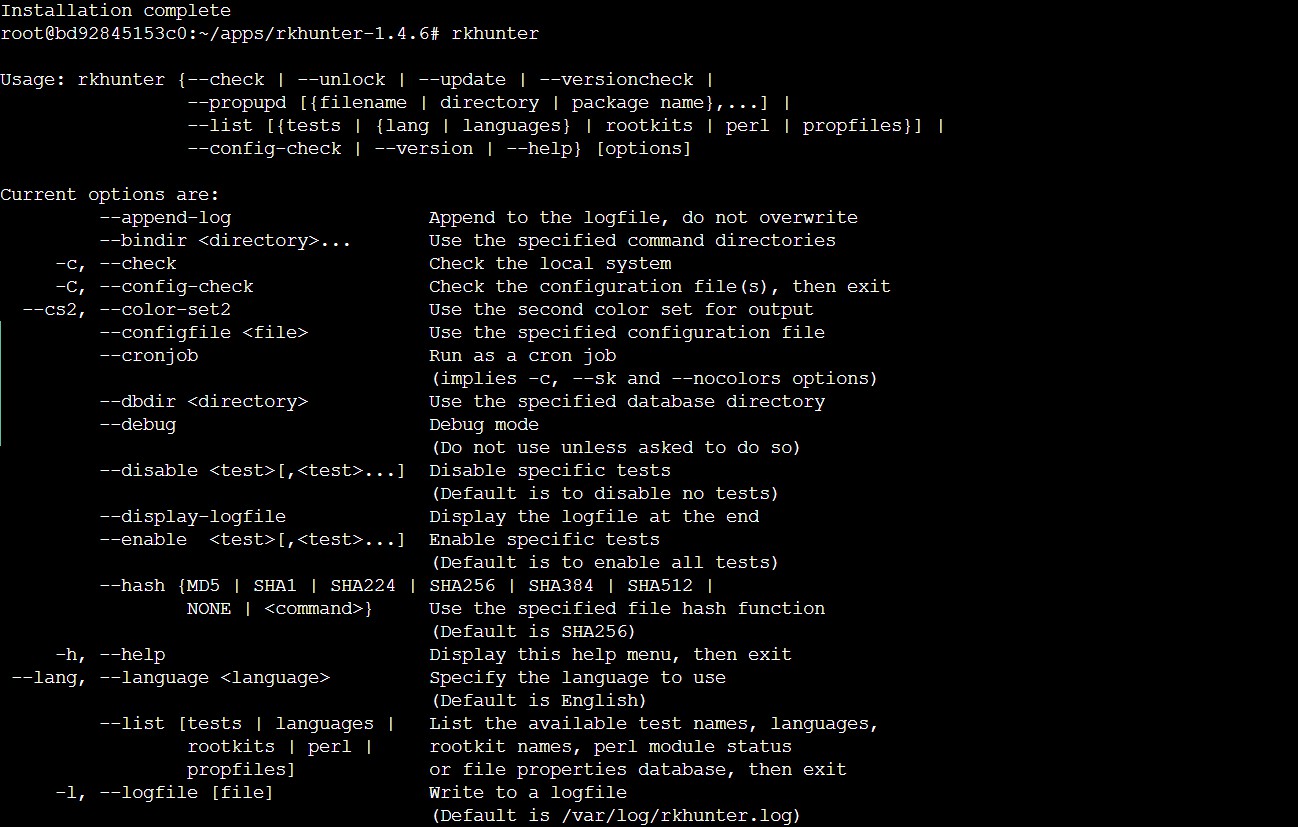 Installation complete
root@bd92845153c0:~/apps/rkhunter-1.4.6# rkhunter
Usage: rkhunter {--check | --unlock | --update | --versioncheck |
--propupd [{filename | directory | package name},...] |
--list [{tests | {lang | languages} | rootkits | perl | propfiles}] |
--config-check | --version | --help} [options]
Current options are:
--append-log Append to the logfile, do not overwrite
--bindir <directory>... Use the specified command directories
-c, --check Check the local system
-C, --config-check Check the configuration file(s), then exit
--cs2, --color-set2 Use the second color set for output
--configfile <file> Use the specified configuration file
--cronjob Run as a cron job
(implies -c, --sk and --nocolors options)
--dbdir <directory> Use the specified database directory
--debug Debug mode
(Do not use unless asked to do so)
--disable <test>[,<test>...] Disable specific tests
(Default is to disable no tests)
--display-logfile Display the logfile at the end
--enable <test>[,<test>...] Enable specific tests
(Default is to enable all tests)
--hash {MD5 | SHA1 | SHA224 | SHA256 | SHA384 | SHA512 |
NONE | <command>} Use the specified file hash function
(Default is SHA256)
-h, --help Display this help menu, then exit
--lang, --language <language> Specify the language to use
(Default is English)
--list [tests | languages | List the available test names, languages,
rootkits | perl | rootkit names, perl module status
propfiles] or file properties database, then exit
-l, --logfile [file] Write to a logfile
(Default is /var/log/rkhunter.log)